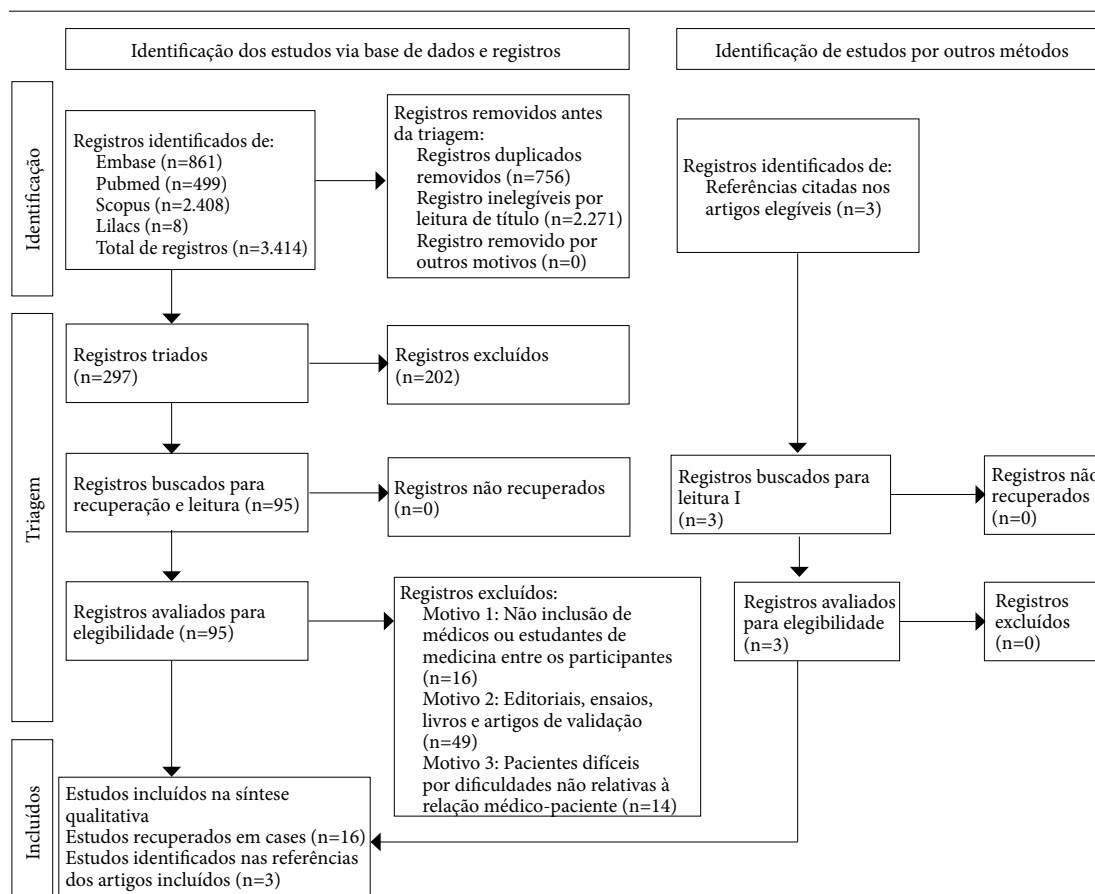 Identificação dos estudos via base de dados e registros
Identificação de estudos por outros métodos
Identificação
Registros identificados de:
Embase (n=861)
Pubmed (n=499)
Scopus (n=2.408)
Lilacs (n=8)
Total de registros (n=3.414)
Registros removidos antes
da triagem:
Registros duplicados
removidos (n=756)
Registro inelegíveis por
leitura de título (n=2.271)
Registro removido por
outros motivos (n=0)
Registros identificados de:
Referências citadas nos
artigos elegíveis (n=3)
Triagem
Registros triados
(n=297)
Registros excluídos
(n=202)
Registros buscados para
recuperação e leitura (n=95)
Registros não recuperados
(n=0)
Registros buscados para
leitura I
(n=3)
Registros não
recuperados
(n=0)
Registros avaliados para
elegibilidade (n=95)
Registros excluídos:
Motivo 1: Não inclusão de
médicos ou estudantes de
medicina entre os participantes
(n=16)
Motivo 2: Editoriais, ensaios,
livros e artigos de validação
(n=49)
Motivo 3: Pacientes difíceis
por dificuldades não relativas à
relação médico-paciente (n=14)
Registros avaliados
para elegibilidade
(n=3)
Registros
excluídos
(n=0)
Incluídos
Estudos incluídos na síntese
qualitativa
Estudos recuperados em cases (n=16)
Estudos identificados nas referências
dos artigos incluídos (n=3)